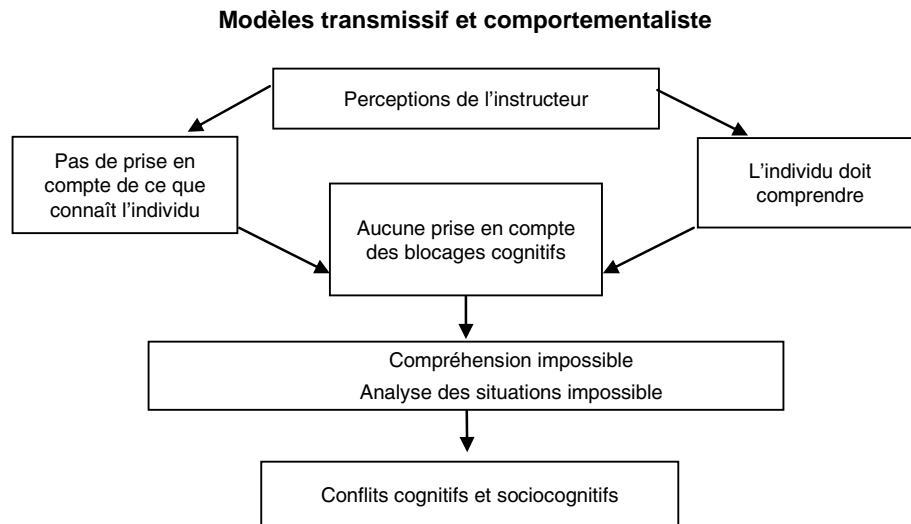 Modèles transmissif et comportementaliste
Perceptions de l’instructeur
Pas de prise en
compte de ce que
connaît l’individu
L’individu doit
comprendre
Aucune prise en compte
des blocages cognitifs
Compréhension impossible
Analyse des situations impossible
Conflits cognitifs et sociocognitifs